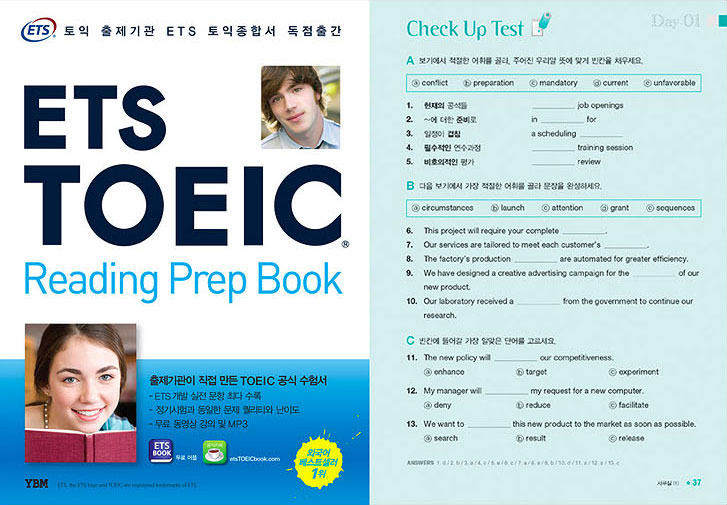 ETS 토익 출제기관 ETS 토익종합서 독점출간
ETS
TOEIC®
Reading Prep Book
출제기관이 직접 만든 TOEIC 공식 수험서
- ETS 개발 실전 문항 최다 수록
- 정기시험과 동일한 문제 퀄리티와 난이도
- 무료 동영상 강의 및 MP3
ETS BOOK 무료 어플 etsTOEICbook.com
외국어
베스트셀러
1위
YBM ETS, the ETS logo and TOEIC are registered trademarks of ETS.
Check Up Test Day 01
A 보기에서 적절한 어휘를 골라, 주어진 우리말 뜻에 맞게 빈칸을 채우세요.
ⓐ conflict ⓑ preparation ⓒ mandatory ⓓ current ⓔ unfavorable
1. 현재의 공석들 ________ job openings
2. ~에 대한 준비로 in ________ for
3. 일정이 겹침 a scheduling ________
4. 필수적인 연수과정 ________ training session
5. 비호의적인 평가 ________ review
B 다음 보기에서 가장 적절한 어휘를 골라 문장을 완성하세요.
ⓐ circumstances ⓑ launch ⓒ attention ⓓ grant ⓔ sequences
6. This project will require your complete ________.
7. Our services are tailored to meet each customer's ________.
8. The factory's production ________ are automated for greater efficiency.
9. We have designed a creative advertising campaign for the ________ of our
new product.
10. Our laboratory received a ________ from the government to continue our
research.
C 빈칸에 들어갈 가장 알맞은 단어를 고르세요.
11. The new policy will ________ our competitiveness.
ⓐ enhance ⓑ target ⓒ experiment
12. My manager will ________ my request for a new computer.
ⓐ deny ⓑ reduce ⓒ facilitate
13. We want to ________ this new product to the market as soon as possible.
ⓐ search ⓑ result ⓒ release
ANSWERS 1. d / 2. b / 3. a / 4. c / 5. e / 6. c / 7. a / 8. e / 9. b / 10. d / 11. a / 12. a / 13. c
37